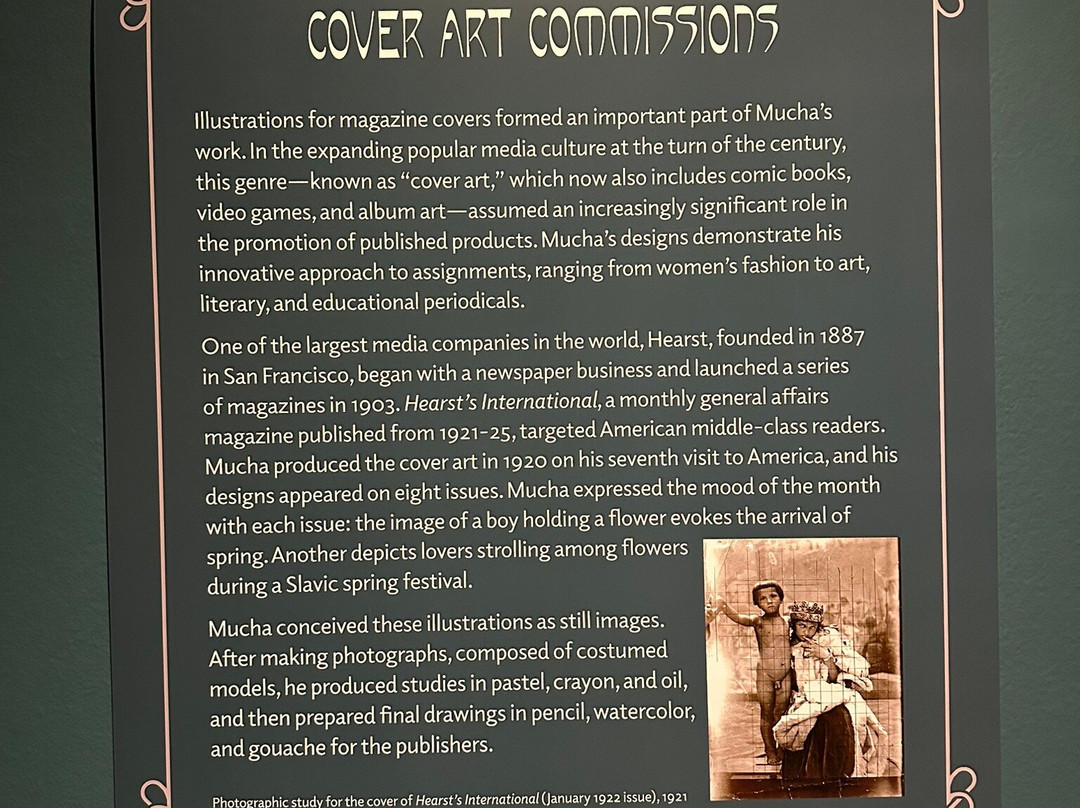 COVER ART COMMISSIONS
Illustrations for magazine covers formed an important part of Mucha’s
work. In the expanding popular media culture at the turn of the century,
this genre—known as “cover art,” which now also includes comic books,
video games, and album art—assumed an increasingly significant role in
the promotion of published products. Mucha’s designs demonstrate his
innovative approach to assignments, ranging from women’s fashion to art,
literary, and educational periodicals.
One of the largest media companies in the world, Hearst, founded in 1887
in San Francisco, began with a newspaper business and launched a series
of magazines in 1903. Hearst’s International, a monthly general affairs
magazine published from 1921–25, targeted American middle-class readers.
Mucha produced the cover art in 1920 on his seventh visit to America, and his
designs appeared on eight issues. Mucha expressed the mood of the month
with each issue: the image of a boy holding a flower evokes the arrival of
spring. Another depicts lovers strolling among flowers
during a Slavic spring festival.
Mucha conceived these illustrations as still images.
After making photographs, composed of costumed
models, he produced studies in pastel, crayon, and oil,
and then prepared final drawings in pencil, watercolor,
and gouache for the publishers.
Photographic study for the cover of Hearst’s International (January 1922 issue), 1921